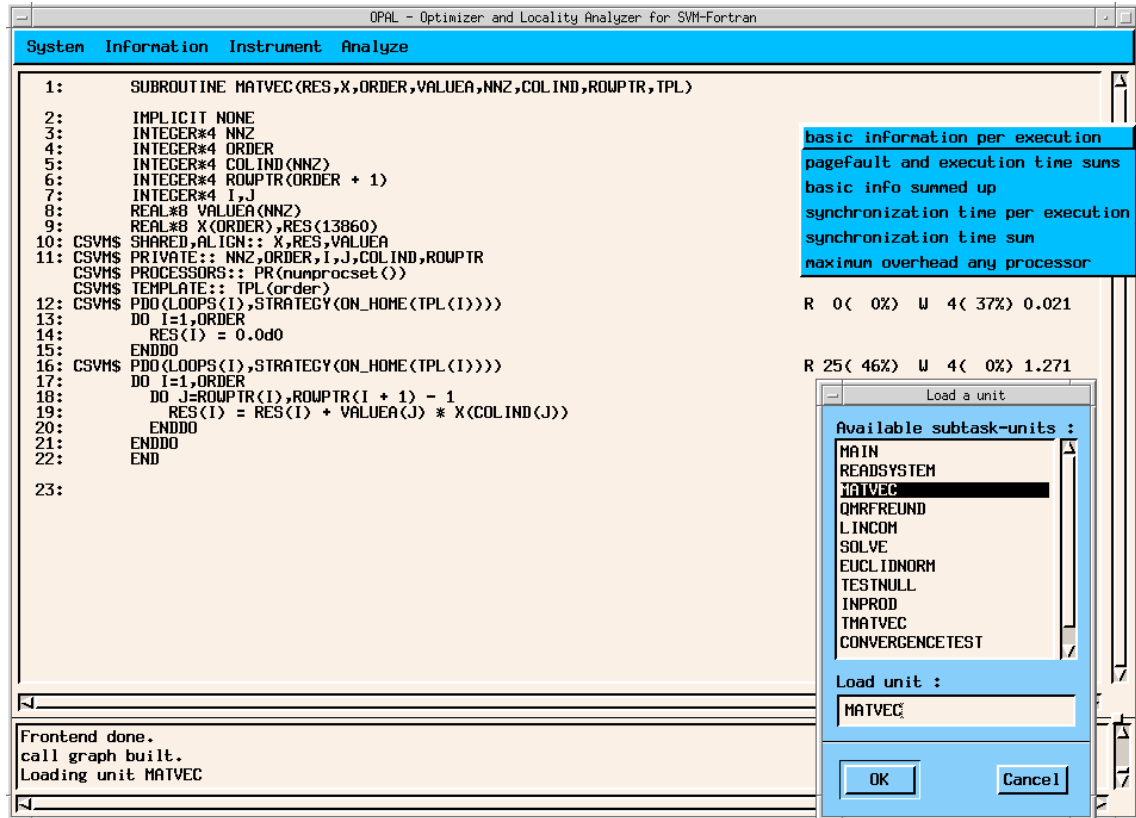 OPAL - Optimizer and Locality Analyzer for SVM-Fortran
System Information Instrument Analyze
1: SUBROUTINE MATVEC(RES,X,ORDER,VALUEA,NNZ,COLIND,ROWPTR,TPL)
2: IMPLICIT NONE
3: INTEGER*4 NNZ
4: INTEGER*4 ORDER
5: INTEGER*4 COLIND(NNZ)
6: INTEGER*4 ROWPTR(ORDER + 1)
7: INTEGER*4 I,J
8: REAL*8 VALUEA(NNZ)
9: REAL*8 X(ORDER),RES(13860)
10: CSVM$ SHARED,ALIGN:: X,RES,VALUEA
11: CSVM$ PRIVATE:: NNZ,ORDER,I,J,COLIND,ROWPTR
CSVM$ PROCESSORS:: PR(numprocset())
CSVM$ TEMPLATE:: TPL(order)
12: CSVM$ PDO(LOOPS(I),STRATEGY(ON_HOME(TPL(I)))) R 0( 0%) W 4( 37%) 0.021
13: DO I=1,ORDER
14: RES(I) = 0.0d0
15: ENDDO
16: CSVM$ PDO(LOOPS(I),STRATEGY(ON_HOME(TPL(I)))) R 25( 46%) W 4( 0%) 1.271
17: DO I=1,ORDER
18: DO J=ROWPTR(I),ROWPTR(I + 1) - 1
19: RES(I) = RES(I) + VALUEA(J) * X(COLIND(J))
20: ENDDO
21: ENDDO
22: END
23:
basic information per execution
pagefault and execution time sums
basic info summed up
synchronization time per execution
synchronization time sum
maximum overhead any processor
Load a unit
Available subtask-units :
MAIN
READSYSTEM
MATVEC
QMRFREUND
LINCOM
SOLVE
EUCLIDNORM
TESTNULL
INPROD
TMATVEC
CONVERGENCETEST
Load unit :
MATVEC
OK Cancel
Frontend done.
call graph built.
Loading unit MATVEC